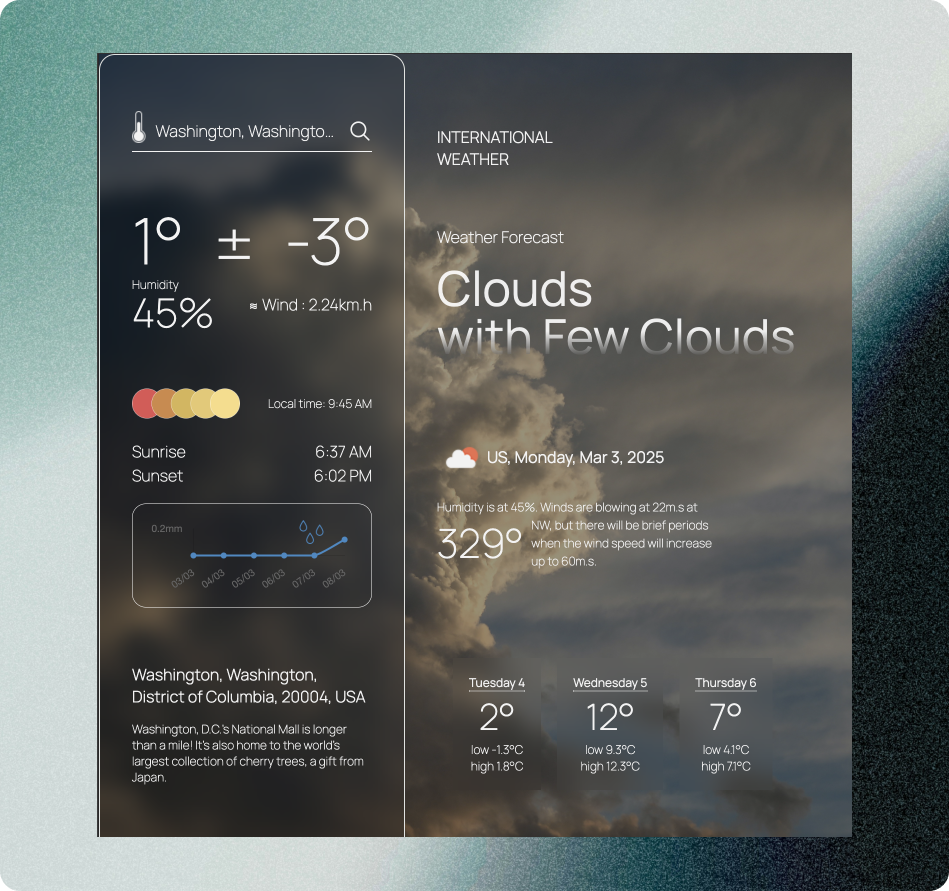 Washington, Washingto...
1° ± -3°
Humidity
45%
≋ Wind : 2.24km.h
Local time: 9:45 AM
Sunrise 6:37 AM
Sunset 6:02 PM
0.2mm
03/03 04/03 05/03 06/03 07/03 08/03
Washington, Washington,
District of Columbia, 20004, USA
Washington, D.C.'s National Mall is longer
than a mile! It's also home to the world's
largest collection of cherry trees, a gift from
Japan.
INTERNATIONAL
WEATHER
Weather Forecast
Clouds
with Few Clouds
US, Monday, Mar 3, 2025
Humidity is at 45%. Winds are blowing at 22m.s at
329° NW, but there will be brief periods
when the wind speed will increase
up to 60m.s.
Tuesday 4 Wednesday 5 Thursday 6
2° 12° 7°
low -1.3°C low 9.3°C low 4.1°C
high 1.8°C high 12.3°C high 7.1°C